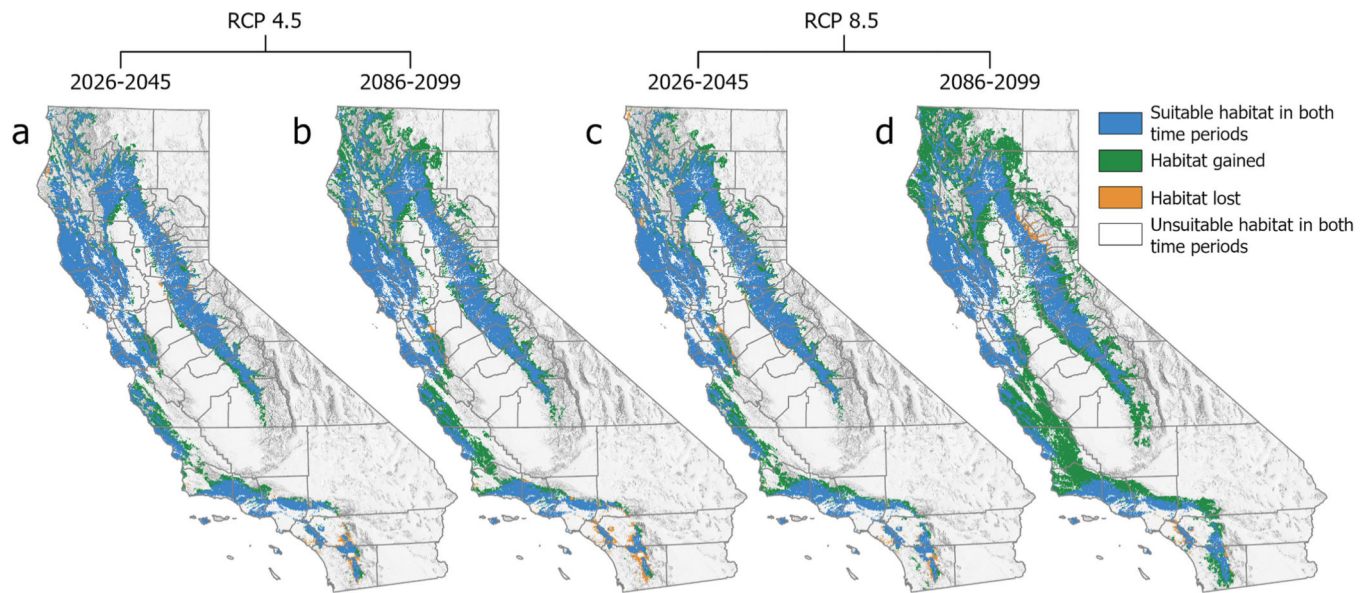 RCP 4.5
RCP 8.5
2026-2045
2086-2099
2026-2045
2086-2099
a
b
c
d
Suitable habitat in both
time periods
Habitat gained
Habitat lost
Unsuitable habitat in both
time periods